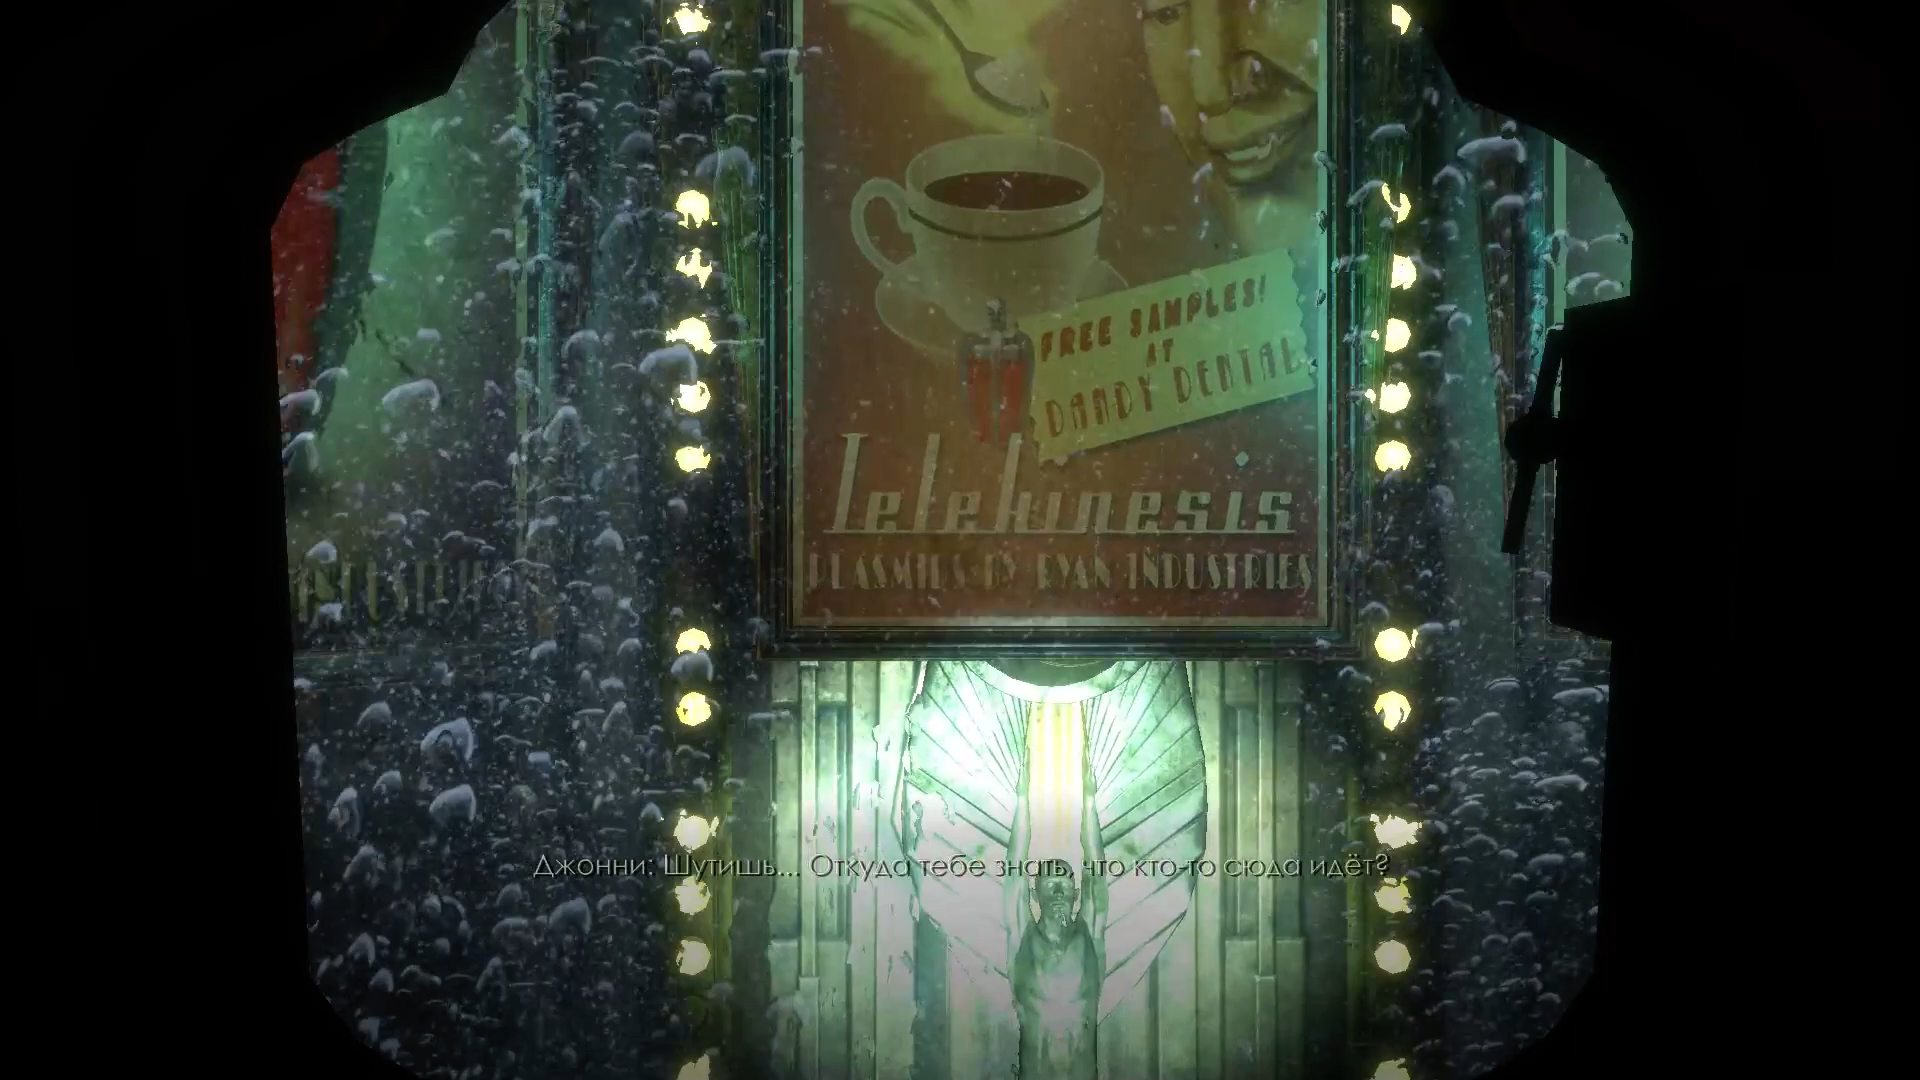 FREE SAMPLES!
AT
DANDY DENTAL
Telekinesis
PLASMIDS BY RYAN INDUSTRIES
Джонни: Шутишь... Откуда тебе знать, что кто-то сюда идёт?